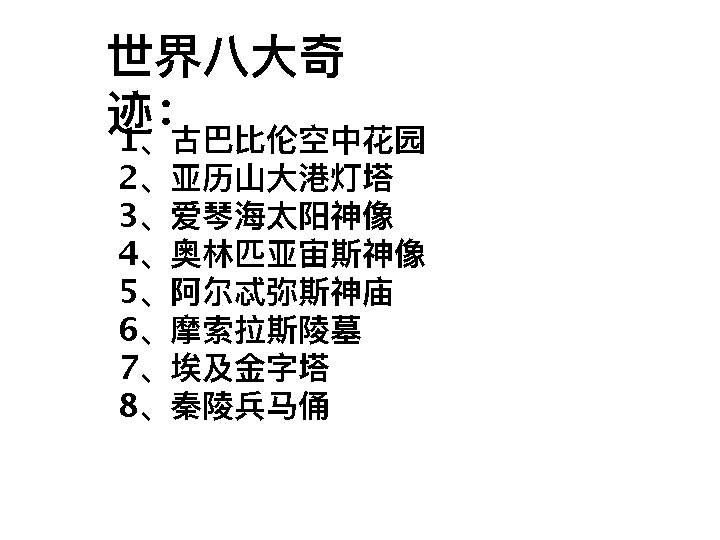 世界八大奇
迹：
1、古巴比伦空中花园
2、亚历山大港灯塔
3、爱琴海太阳神像
4、奥林匹亚宙斯神像
5、阿尔忒弥斯神庙
6、摩索拉斯陵墓
7、埃及金字塔
8、秦陵兵马俑